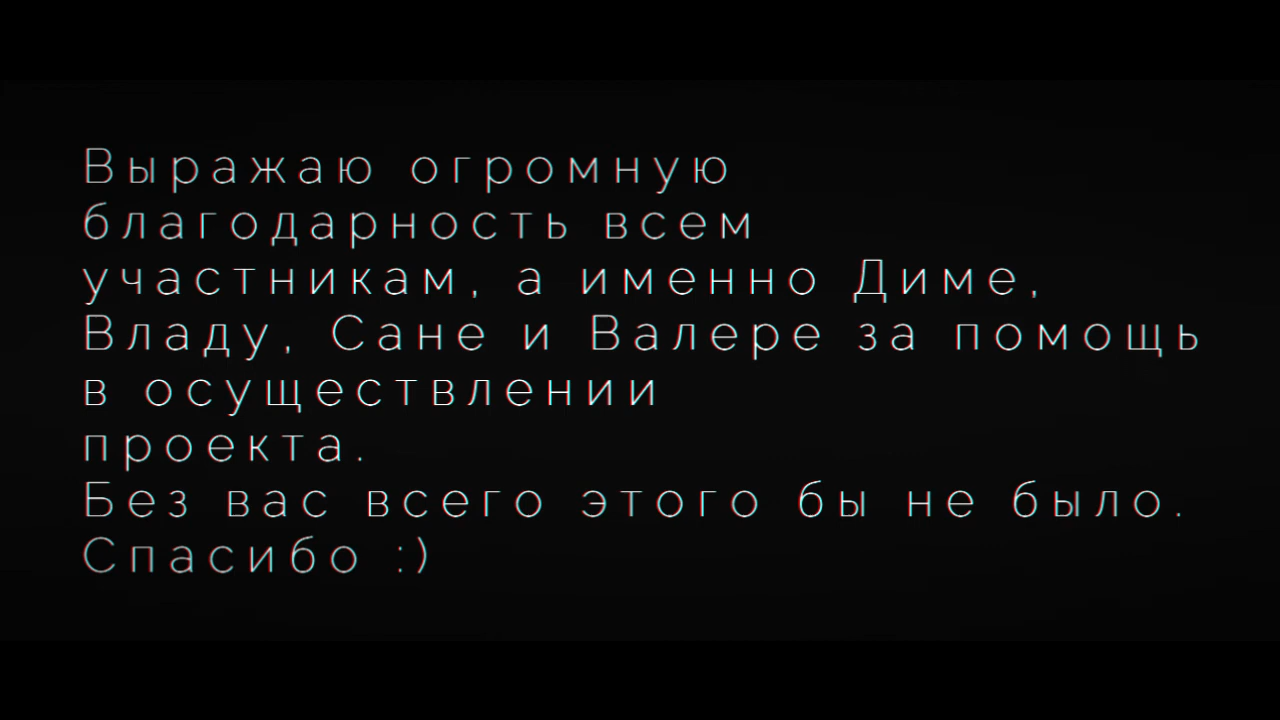 Выражаю огромную
благодарность всем
участникам, а именно Диме,
Владу, Сане и Валере за помощь
в осуществлении
проекта.
Без вас всего этого бы не было.
Спасибо :)